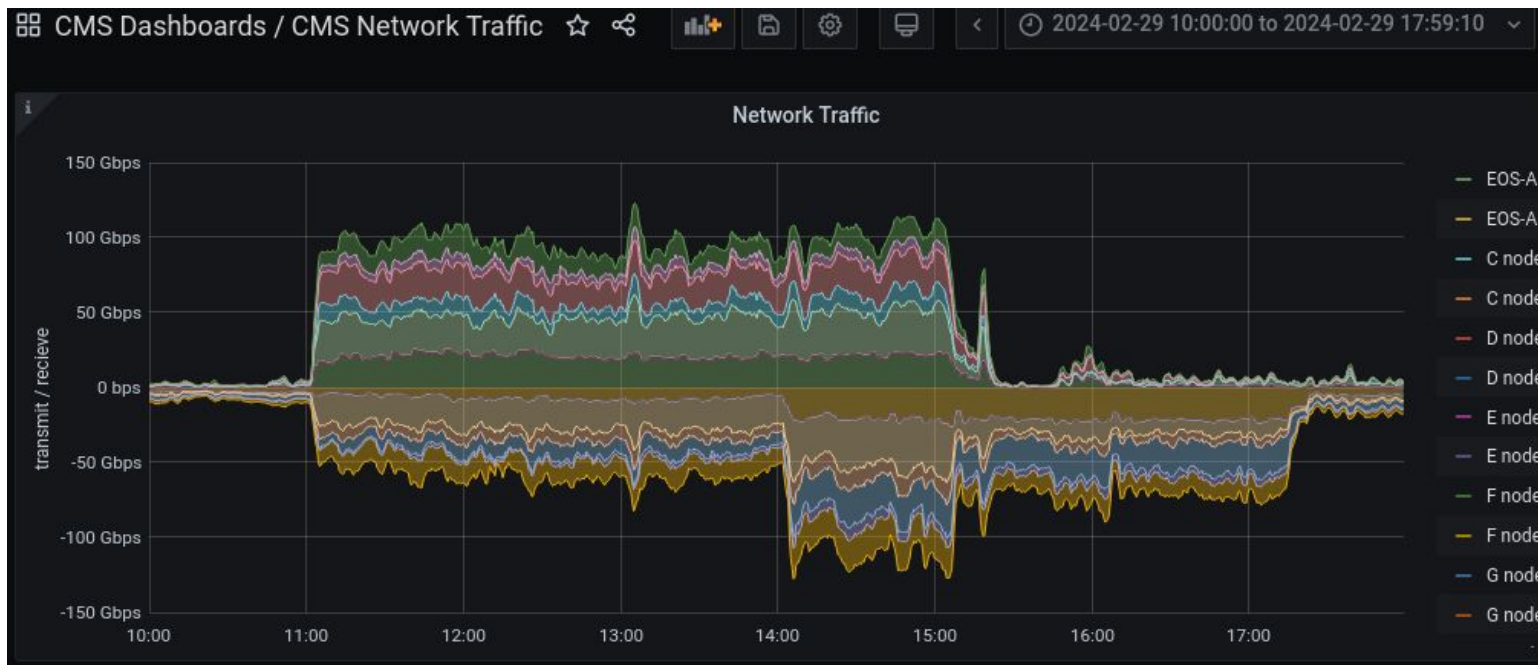 CMS Dashboards / CMS Network Traffic
2024-02-29 10:00:00 to 2024-02-29 17:59:10
i
Network Traffic
transmit / recieve
150 Gbps
100 Gbps
50 Gbps
0 bps
-50 Gbps
-100 Gbps
-150 Gbps
10:00 11:00 12:00 13:00 14:00 15:00 16:00 17:00
EOS-A
EOS-A
C node
C node
D node
D node
E node
E node
F node
F node
G node
G node